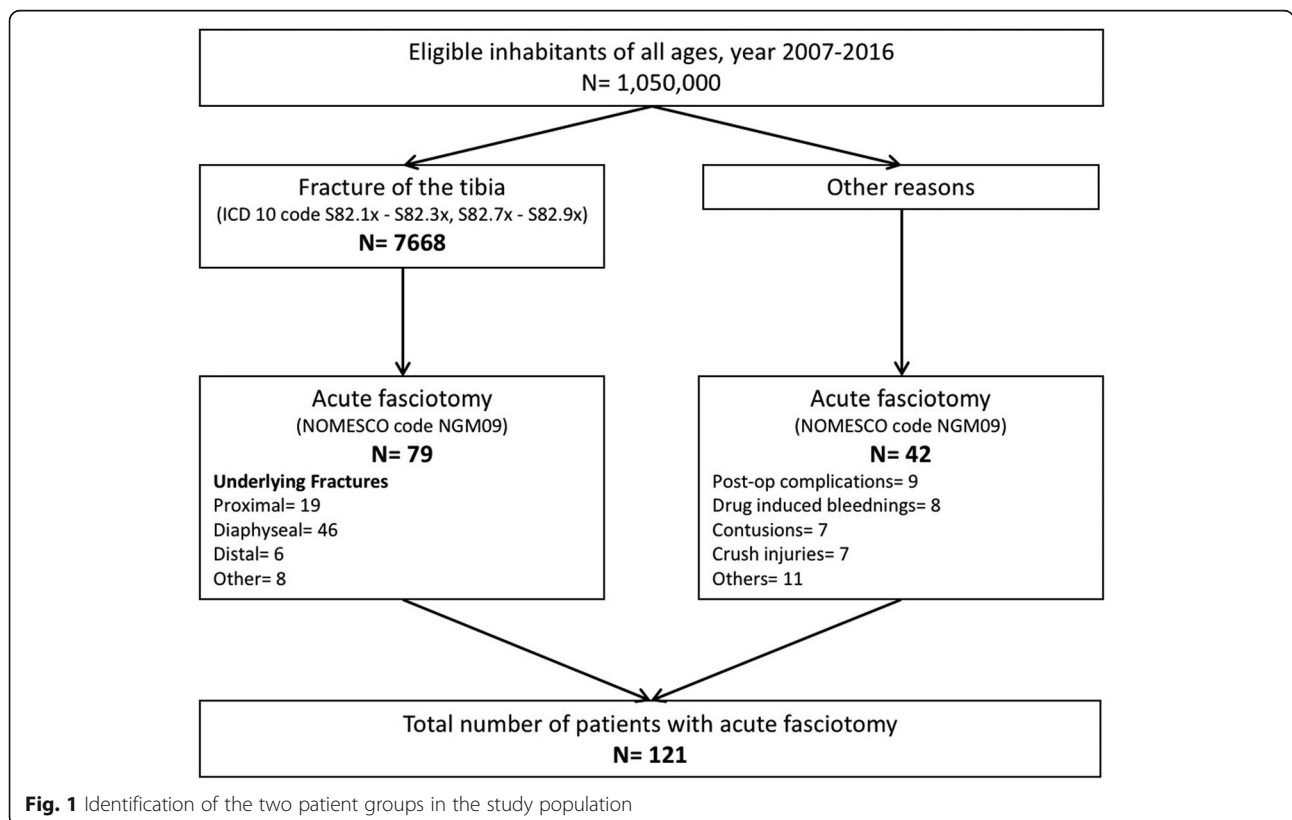 Eligible inhabitants of all ages, year 2007-2016
N= 1,050,000
Fracture of the tibia
(ICD 10 code S82.1x - S82.3x, S82.7x - S82.9x)
N= 7668
Other reasons
Acute fasciotomy
(NOMESCO code NGM09)
N= 79
Underlying Fractures
Proximal= 19
Diaphyseal= 46
Distal= 6
Other= 8
Acute fasciotomy
(NOMESCO code NGM09)
N= 42
Post-op complications= 9
Drug induced bleednings= 8
Contusions= 7
Crush injuries= 7
Others= 11
Total number of patients with acute fasciotomy
N= 121
Fig. 1 Identification of the two patient groups in the study population